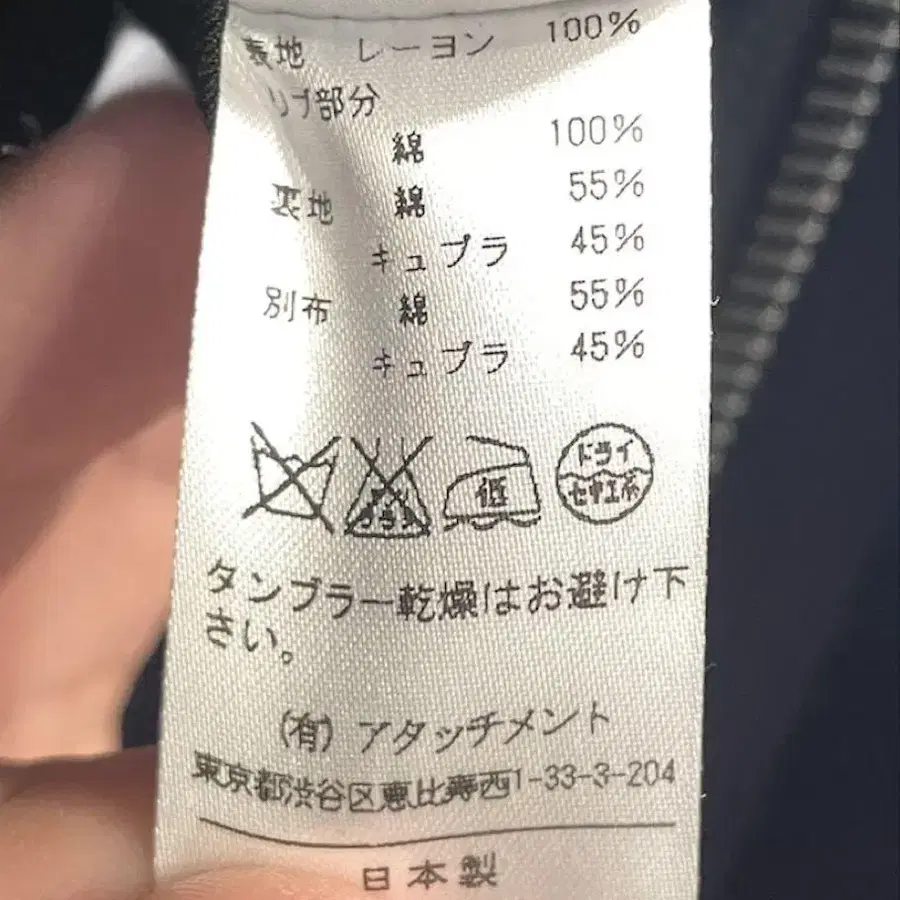 表地 レーヨン 100%
リブ部分
綿 100%
裏地 綿 55%
キュプラ 45%
別布 綿 55%
キュプラ 45%
低 ドライ
セキユ系
タンブラー乾燥はお避け下
さい。
(有) アタッチメント
東京都渋谷区恵比寿西1-33-3-204
日本製